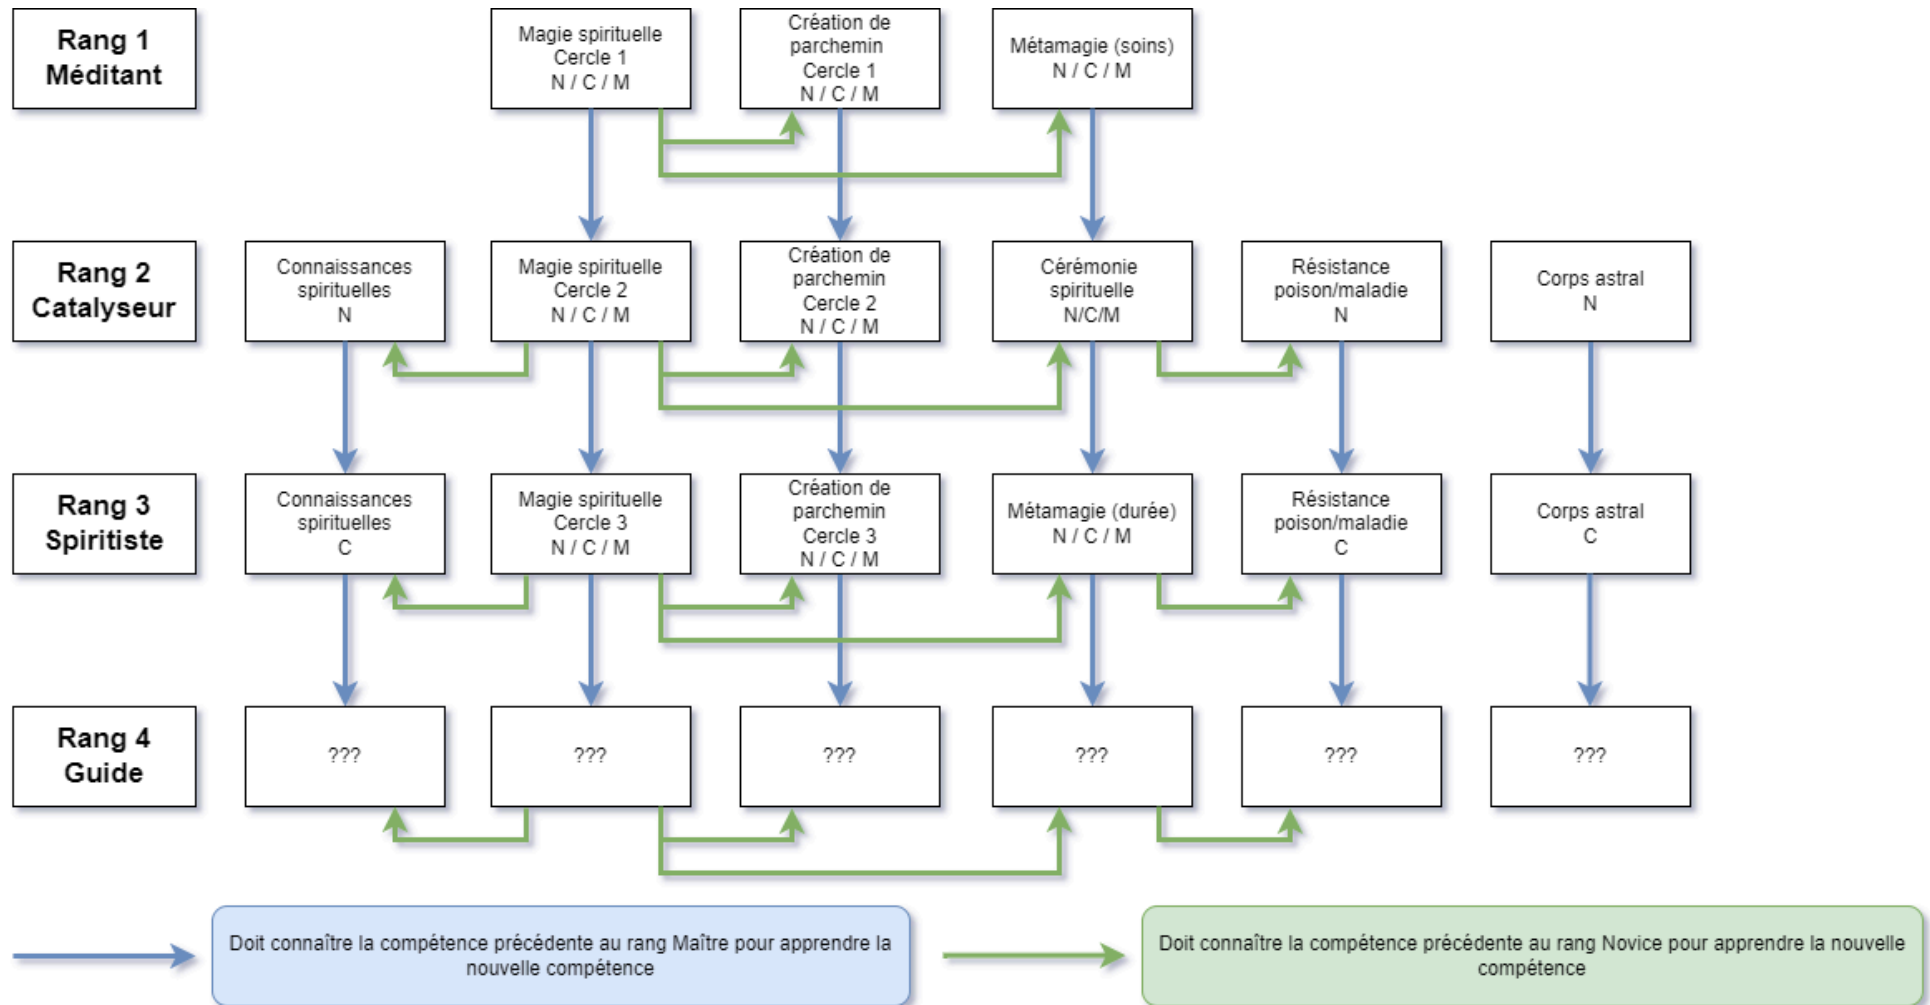 Rang 1
Méditant
Magie spirituelle
Cercle 1
N / C / M
Création de
parchemin
Cercle 1
N / C / M
Métamagie (soins)
N / C / M
Rang 2
Catalyseur
Connaissances
spirituelles
N
Magie spirituelle
Cercle 2
N / C / M
Création de
parchemin
Cercle 2
N / C / M
Cérémonie
spirituelle
N/C/M
Résistance
poison/maladie
N
Corps astral
N
Rang 3
Spiritiste
Connaissances
spirituelles
C
Magie spirituelle
Cercle 3
N / C / M
Création de
parchemin
Cercle 3
N / C / M
Métamagie (durée)
N / C / M
Résistance
poison/maladie
C
Corps astral
C
Rang 4
Guide
???
???
???
???
???
???
Doit connaître la compétence précédente au rang Maître pour apprendre la
nouvelle compétence
Doit connaître la compétence précédente au rang Novice pour apprendre la nouvelle
compétence